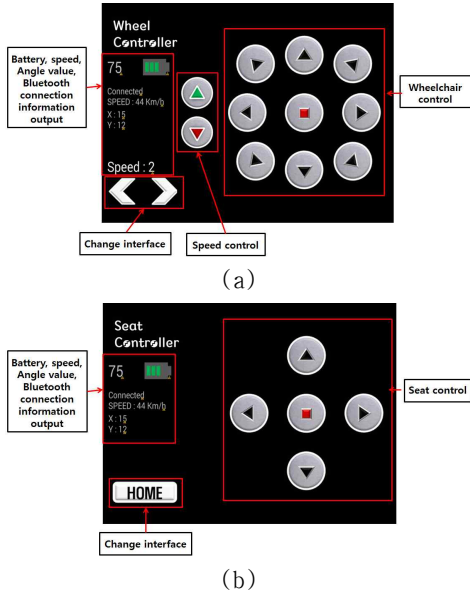 Wheel
Controller
Battery, speed,
Angle value,
Bluetooth
connection
information
output
75
Connected
SPEED : 44 Km/h
X : 15
Y : 12
Speed : 2
Wheelchair
control
Change interface
Speed control
(a)
Seat
Controller
Battery, speed,
Angle value,
Bluetooth
connection
information
output
75
Connected
SPEED : 44 Km/h
X : 15
Y : 12
Seat control
HOME
Change interface
(b)